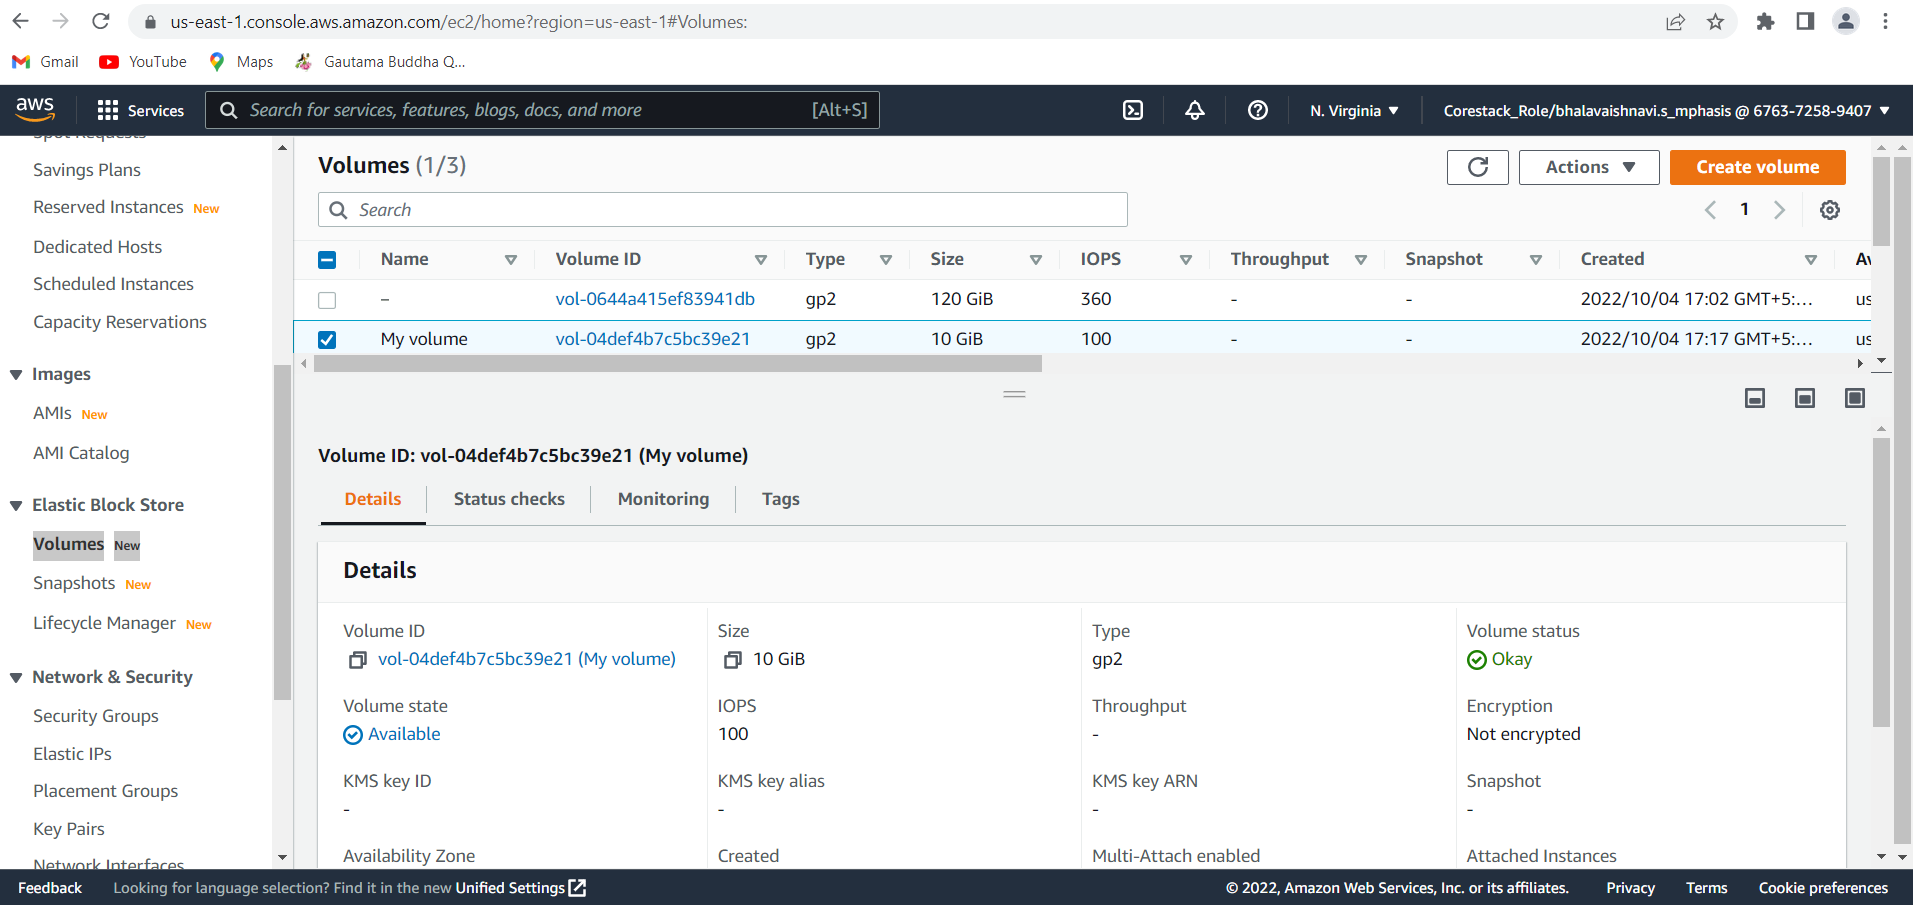 us-east-1.console.aws.amazon.com/ec2/home?region=us-east-1#Volumes:
Gmail YouTube Maps Gautama Buddha Q...
aws Services Search for services, features, blogs, docs, and more [Alt+S] N. Virginia ▼ Corestack_Role/bhalavaishnavi.s_mphasis @ 6763-7258-9407 ▼
Spot Requests
Savings Plans
Reserved Instances New
Dedicated Hosts
Scheduled Instances
Capacity Reservations
Images
AMIs New
AMI Catalog
Elastic Block Store
Volumes New
Snapshots New
Lifecycle Manager New
Network & Security
Security Groups
Elastic IPs
Placement Groups
Key Pairs
Network Interfaces
Volumes (1/3) Actions ▼ Create volume
Search 1
Name Volume ID Type Size IOPS Throughput Snapshot Created Av
– vol-0644a415ef83941db gp2 120 GiB 360 - - 2022/10/04 17:02 GMT+5:... us
My volume vol-04def4b7c5bc39e21 gp2 10 GiB 100 - - 2022/10/04 17:17 GMT+5:... us
Volume ID: vol-04def4b7c5bc39e21 (My volume)
Details Status checks Monitoring Tags
Details
Volume ID Size Type Volume status
vol-04def4b7c5bc39e21 (My volume) 10 GiB gp2 Okay
Volume state IOPS Throughput Encryption
Available 100 - Not encrypted
KMS key ID KMS key alias KMS key ARN Snapshot
- - - -
Availability Zone Created Multi-Attach enabled Attached Instances
Feedback Looking for language selection? Find it in the new Unified Settings © 2022, Amazon Web Services, Inc. or its affiliates. Privacy Terms Cookie preferences